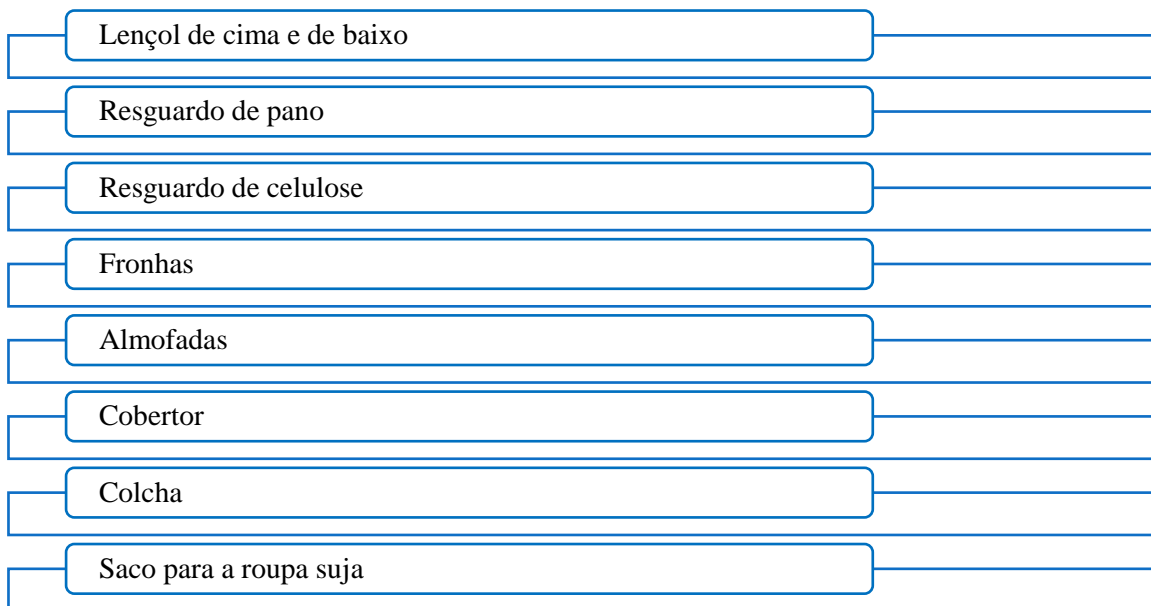 Lençol de cima e de baixo
Resguardo de pano
Resguardo de celulose
Fronhas
Almofadas
Cobertor
Colcha
Saco para a roupa suja